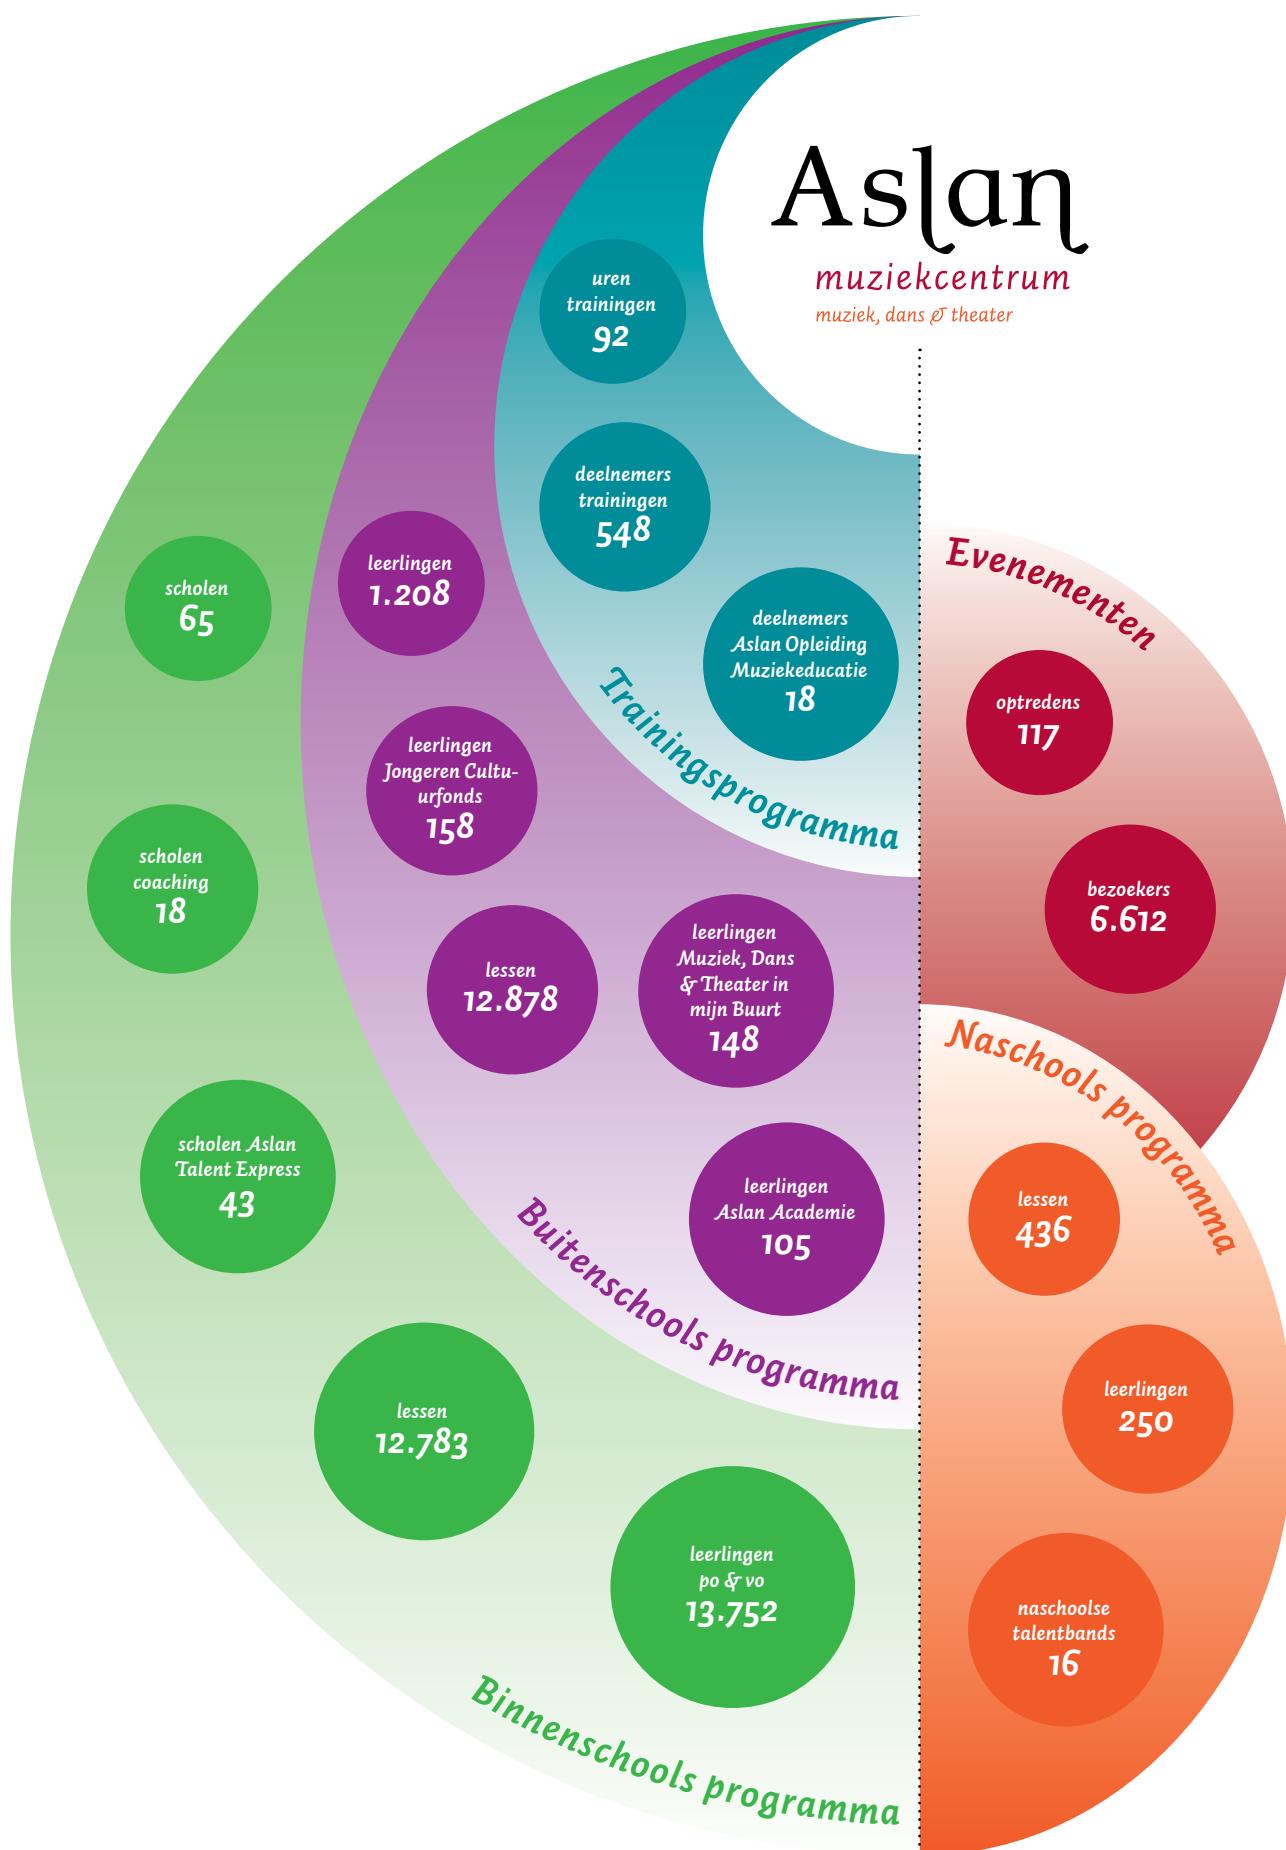 Aslan
muziekcentrum
muziek, dans & theater
uren
trainingen
92
deelnemers
trainingen
548
deelnemers
Aslan Opleiding
Muziekeducatie
18
Trainingsprogramma
leerlingen
1.208
leerlingen
Jongeren Cultu-
urfonds
158
lessen
12.878
leerlingen
Muziek, Dans
& Theater in
mijn Buurt
148
leerlingen
Aslan Academie
105
Buitenschools programma
scholen
65
scholen
coaching
18
scholen Aslan
Talent Express
43
lessen
12.783
leerlingen
po & vo
13.752
Binnenschools programma
Evenementen
optredens
117
bezoekers
6.612
Naschools programma
lessen
436
leerlingen
250
naschoolse
talentbands
16